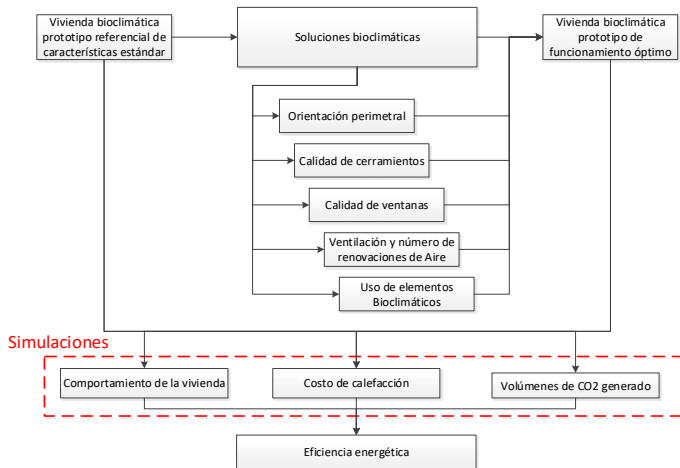 Vivienda bioclimática
prototipo referencial de
características estándar
Soluciones bioclimáticas
Vivienda bioclimática
prototipo de
funcionamiento óptimo
Orientación perimetral
Calidad de cerramientos
Calidad de ventanas
Ventilación y número de
renovaciones de Aire
Uso de elementos
Bioclimáticos
Simulaciones
Comportamiento de la vivienda
Costo de calefacción
Volúmenes de CO2 generado
Eficiencia energética